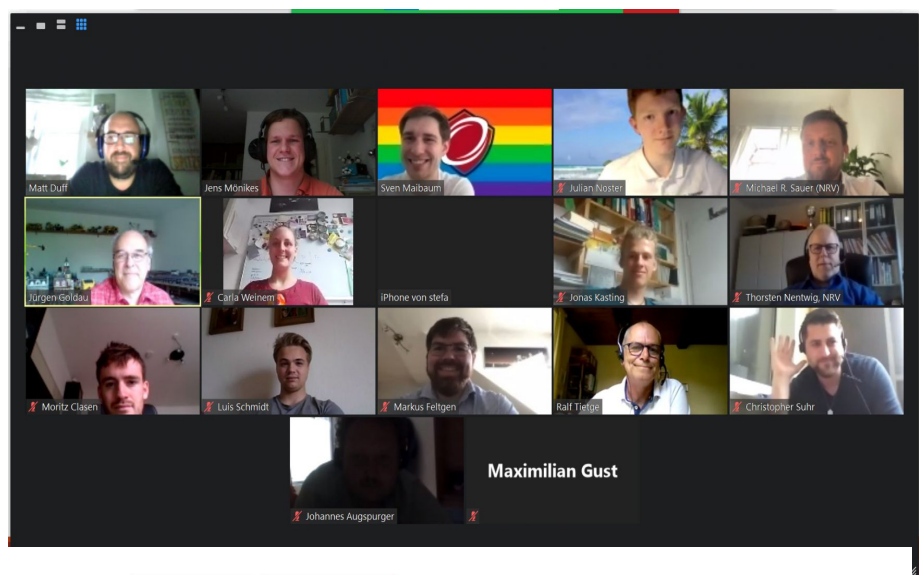 Matt Duff
Jens Mönikes
Sven Maibaum
Julian Noster
Michael R. Sauer (NRV)
Jürgen Goldau
Carla Weinem
iPhone von stefa
Jonas Kasting
Thorsten Nentwig, NRV
Moritz Clasen
Luis Schmidt
Markus Feltgen
Ralf Tietge
Christopher Suhr
Johannes Augspurger
Maximilian Gust